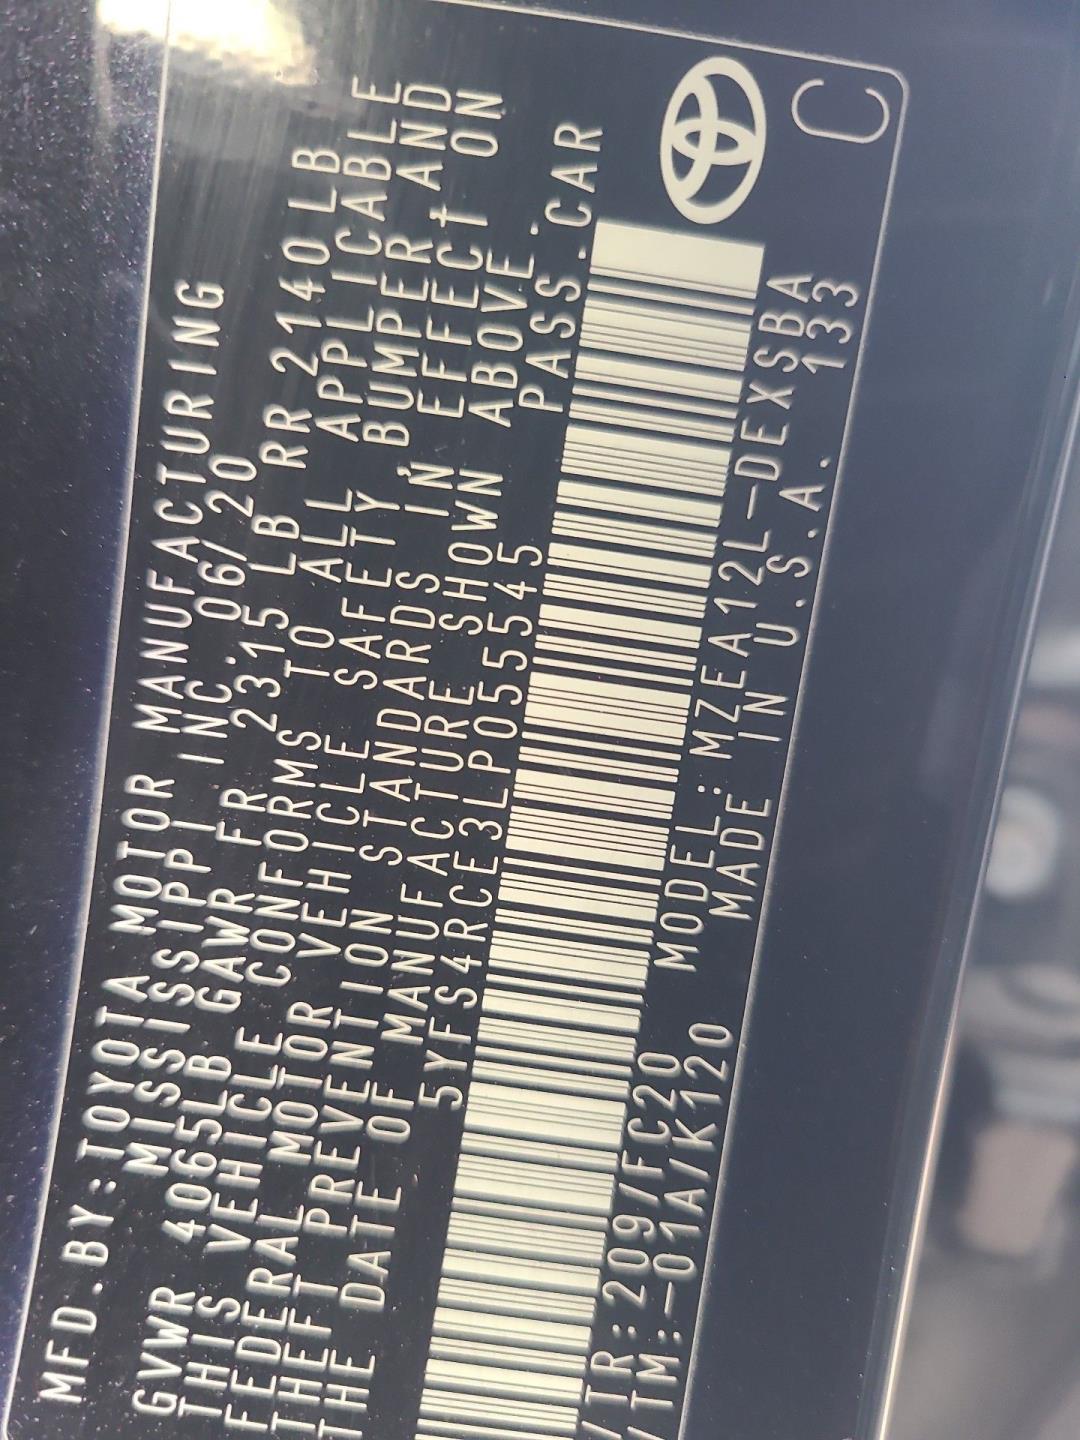 MFD.BY:TOYOTA MOTOR MANUFACTURING
MISSISSIPPI INC. 06/20
GVWR 4065LB GAWR FR 2315 LB RR 2140LB
THIS VEHICLE CONFORMS TO ALL APPLICABLE
FEDERAL MOTOR VEHICLE SAFETY BUMPER AND
THEFT PREVENTION STANDARDS IN EFFECT ON
THE DATE OF MANUFACTURE SHOWN ABOVE.
5YFS4RCE3LP055545 PASS.CAR
/TR:209/FC20 MODEL:MZEA12L-DEXSBA
/TM:-01A/K120 MADE IN U.S.A. 133
C